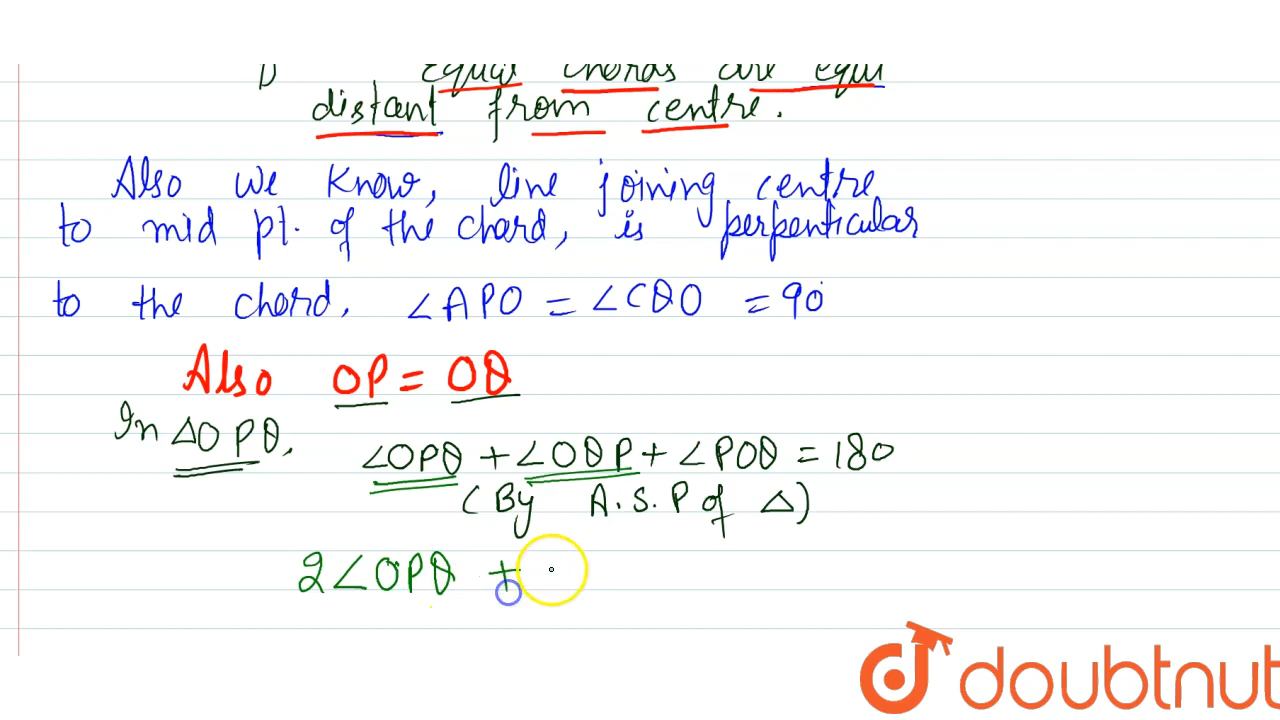 equal chords are equi
distant from centre.
Also we know, line joining centre
to mid pt. of the chord, is perpenticular
to the chord. ∠APO = ∠CQO = 90°
Also OP = OQ
In △OPQ, ∠OPQ + ∠OQP + ∠POQ = 180
(By A.S.P of △)
2∠OPQ +
doubtnut